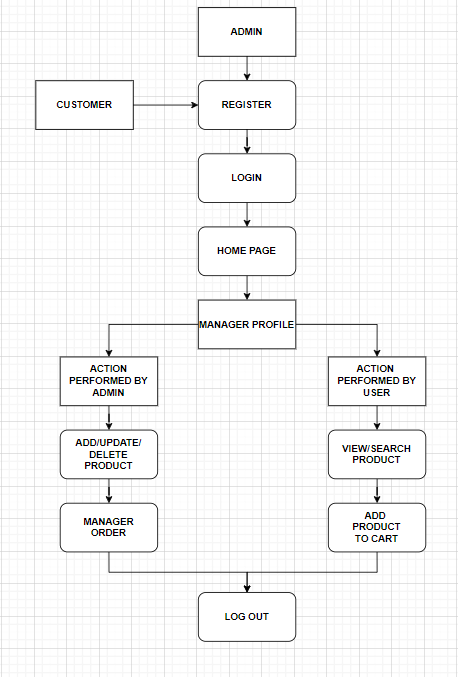 ADMIN
CUSTOMER
REGISTER
LOGIN
HOME PAGE
MANAGER PROFILE
ACTION
PERFORMED BY
ADMIN
ACTION
PERFORMED BY
USER
ADD/UPDATE/
DELETE
PRODUCT
VIEW/SEARCH
PRODUCT
MANAGER
ORDER
ADD
PRODUCT
TO CART
LOG OUT